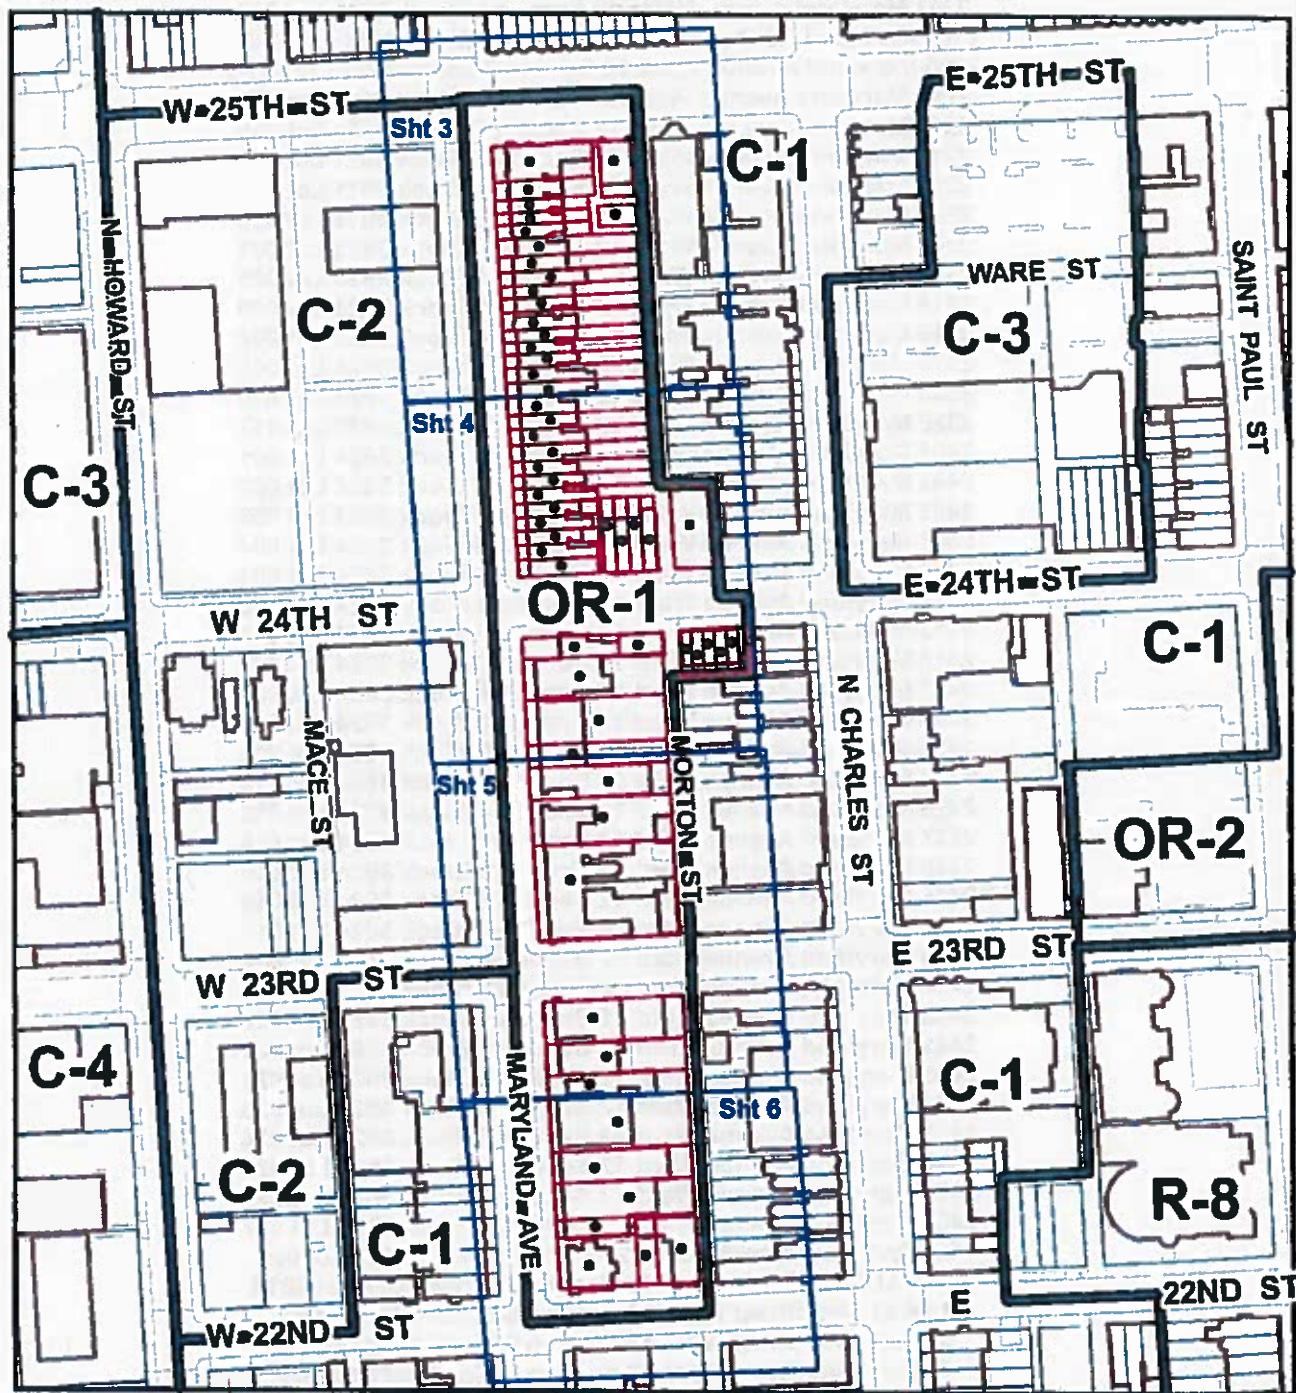 E 25TH ST
W 25TH ST
Sht 3
C-1
N HOWARD ST
WARE ST
SAINT PAUL ST
C-2
C-3
Sht 4
C-3
E 24TH ST
OR-1
W 24TH ST
C-1
N CHARLES ST
MACE ST
MORTON ST
Sht 5
OR-2
E 23RD ST
W 23RD ST
C-4
C-1
MARYLAND AVE
Sht 6
C-2
R-8
C-1
E 22ND ST
W 22ND ST